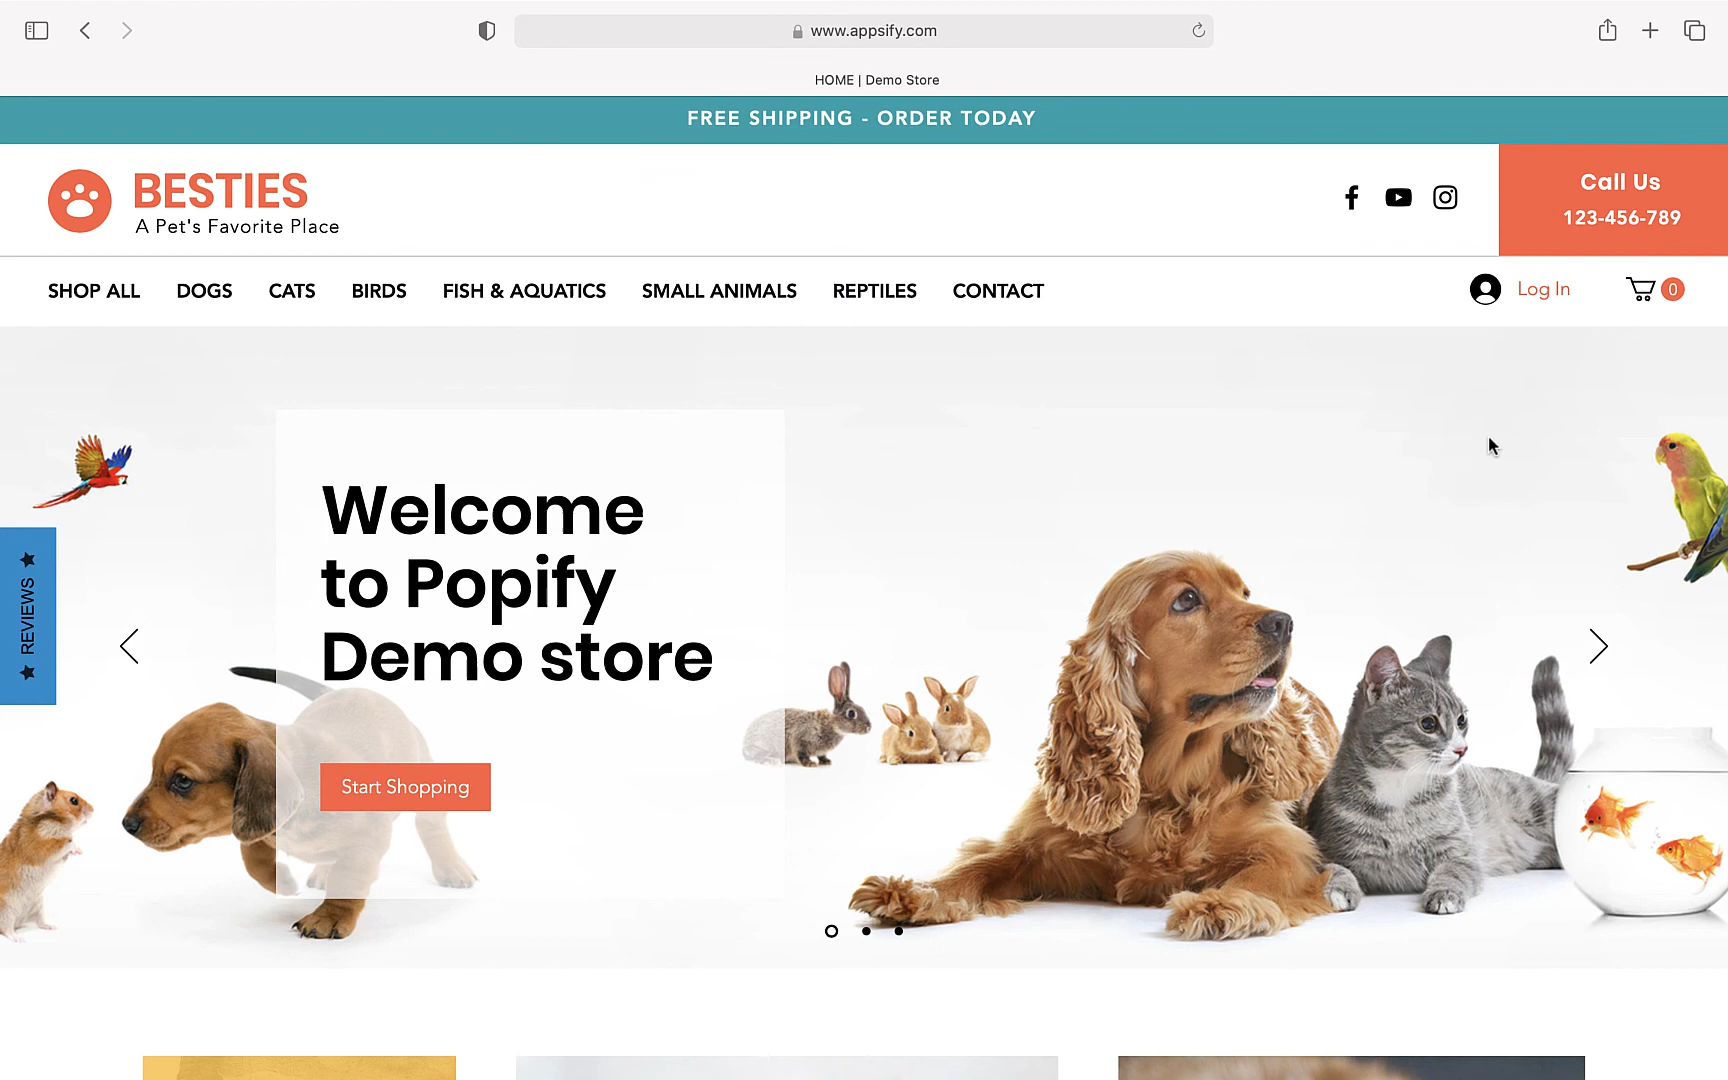 www.appsify.com
HOME | Demo Store
FREE SHIPPING - ORDER TODAY
BESTIES
A Pet's Favorite Place
Call Us
123-456-789
SHOP ALL DOGS CATS BIRDS FISH & AQUATICS SMALL ANIMALS REPTILES CONTACT
Log In
0
Welcome
to Popify
Demo store
Start Shopping
REVIEWS